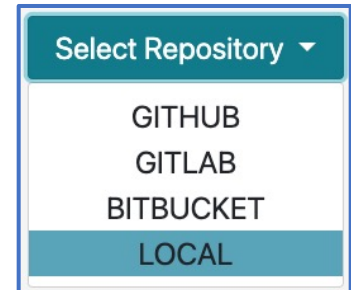 Select Repository
GITHUB
GITLAB
BITBUCKET
LOCAL